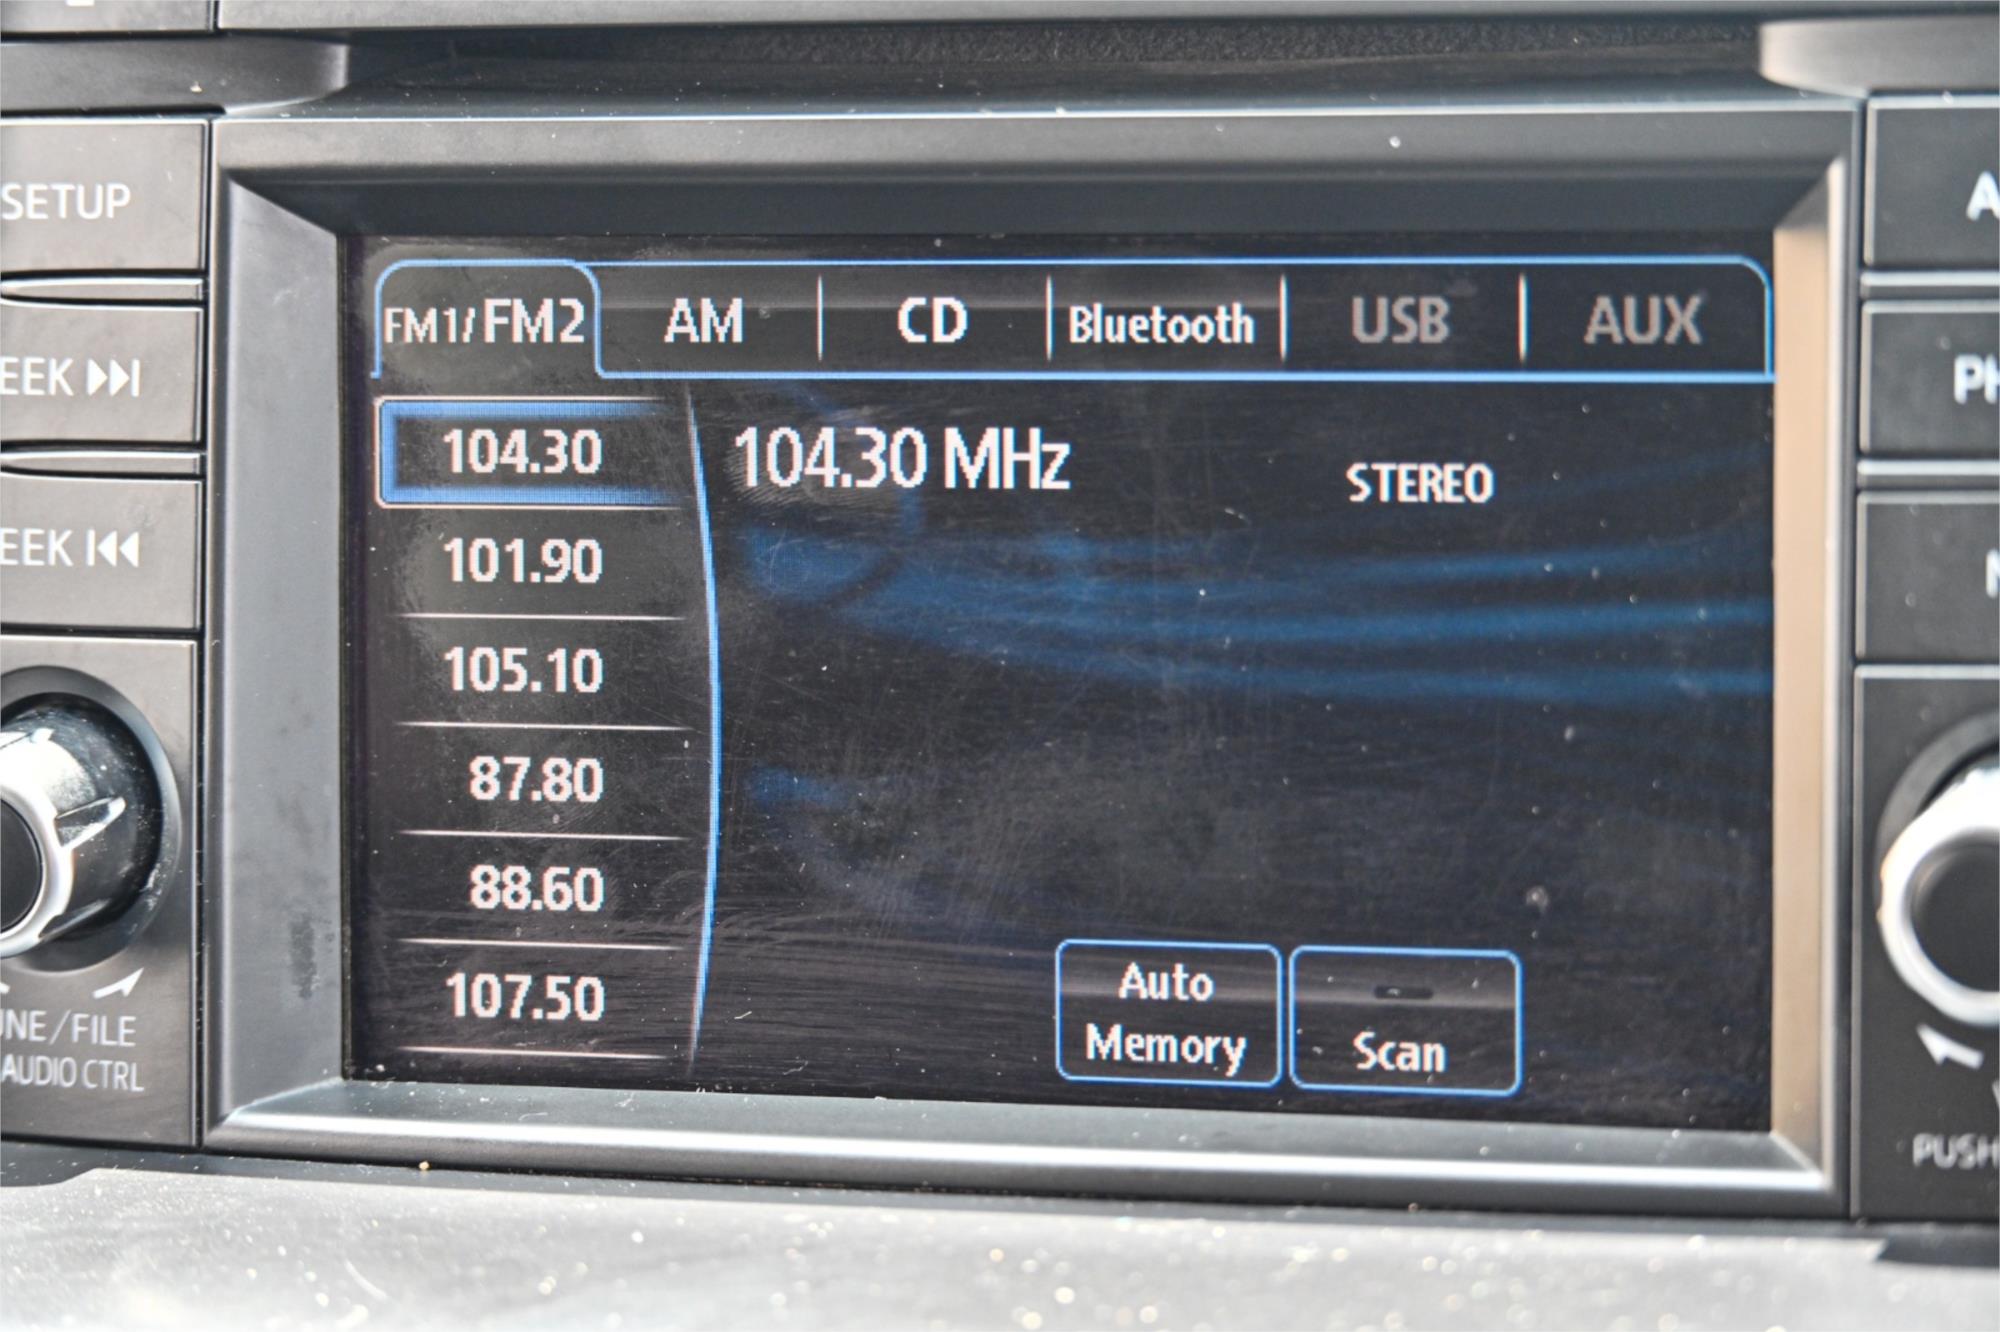 SETUP
EEK
EEK
NE/FILE
AUDIO CTRL
FM1/FM2 AM CD Bluetooth USB AUX
104.30 104.30 MHz STEREO
101.90
105.10
87.80
88.60
107.50
Auto
Memory
Scan
PUSH